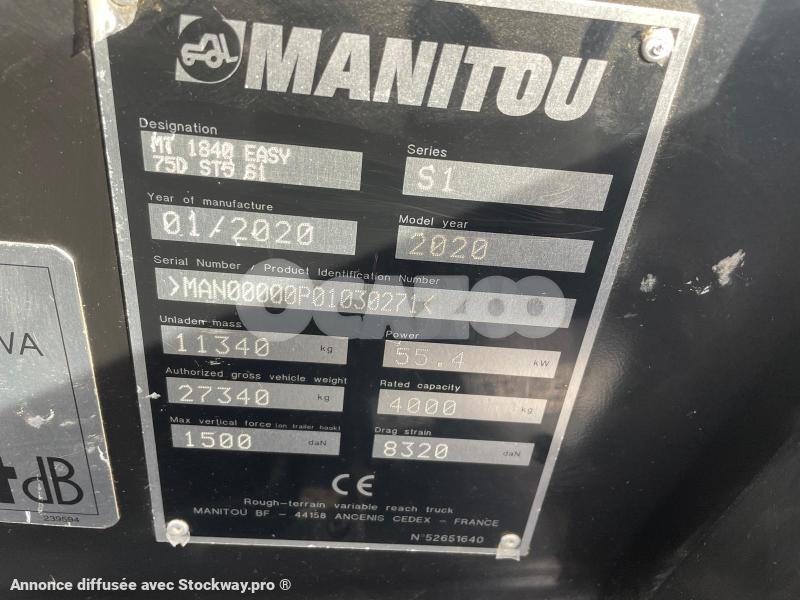 MANITOU
Designation
MT 1840 EASY
75D ST5 S1
Series
S1
Year of manufacture
01/2020
Model year
2020
Serial Number / Product Identification Number
>MAN00000P01030271<
OCAZOO
Unladen mass
11340 kg
Power
55.4 kW
Authorized gross vehicle weight
27340 kg
Rated capacity
4000 kg
Max vertical force (on trailer hook)
1500 daN
Drag strain
8320 daN
CE
Rough-terrain variable reach truck
MANITOU BF - 44158 ANCENIS CEDEX - FRANCE
N°52651640
WA
dB
239594
Annonce diffusée avec Stockway.pro ®